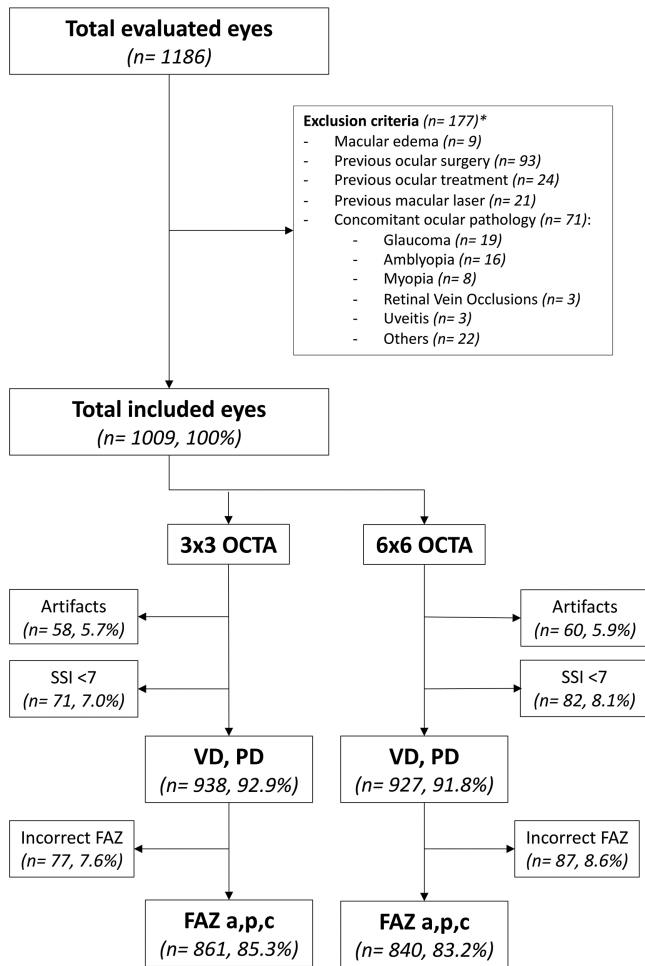 Total evaluated eyes
(n= 1186)
Exclusion criteria (n= 177)*
- Macular edema (n= 9)
- Previous ocular surgery (n= 93)
- Previous ocular treatment (n= 24)
- Previous macular laser (n= 21)
- Concomitant ocular pathology (n= 71):
- Glaucoma (n= 19)
- Amblyopia (n= 16)
- Myopia (n= 8)
- Retinal Vein Occlusions (n= 3)
- Uveitis (n= 3)
- Others (n= 22)
Total included eyes
(n= 1009, 100%)
3x3 OCTA
6x6 OCTA
Artifacts
(n= 58, 5.7%)
Artifacts
(n= 60, 5.9%)
SSI <7
(n= 71, 7.0%)
SSI <7
(n= 82, 8.1%)
VD, PD
(n= 938, 92.9%)
VD, PD
(n= 927, 91.8%)
Incorrect FAZ
(n= 77, 7.6%)
Incorrect FAZ
(n= 87, 8.6%)
FAZ a,p,c
(n= 861, 85.3%)
FAZ a,p,c
(n= 840, 83.2%)